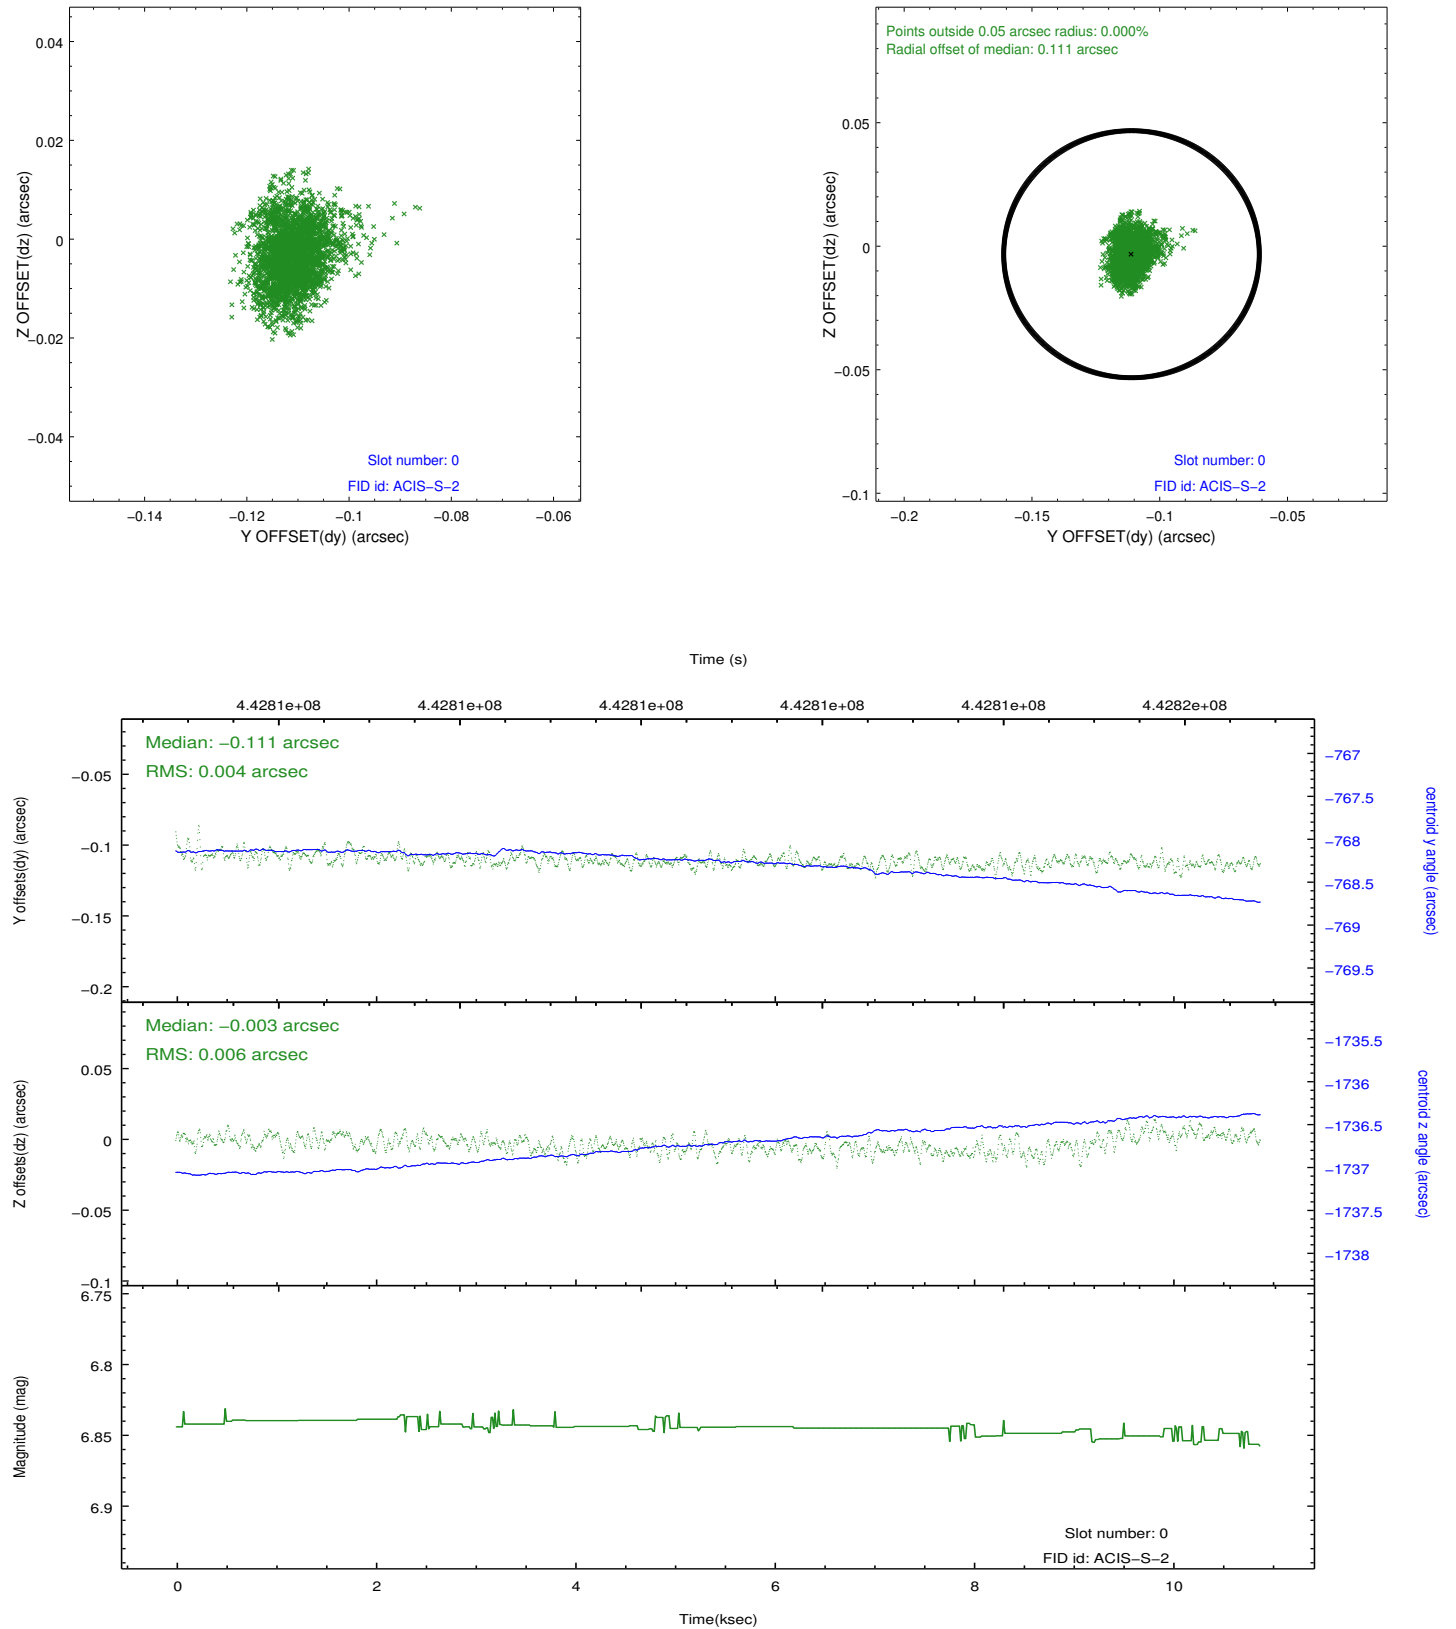 0.04
0.02
0
−0.02
−0.04
Z OFFSET(dz) (arcsec)
Slot number: 0
FID id: ACIS−S−2
−0.14 −0.12 −0.1 −0.08 −0.06
Y OFFSET(dy) (arcsec)
Points outside 0.05 arcsec radius: 0.000%
Radial offset of median: 0.111 arcsec
0.05
0
−0.05
−0.1
Z OFFSET(dz) (arcsec)
Slot number: 0
FID id: ACIS−S−2
−0.2 −0.15 −0.1 −0.05
Y OFFSET(dy) (arcsec)
Time (s)
4.4281e+08 4.4281e+08 4.4281e+08 4.4281e+08 4.4281e+08 4.4282e+08
Median: −0.111 arcsec
RMS: 0.004 arcsec
−0.05
−0.1
−0.15
−0.2
Y offsets(dy) (arcsec)
−767
−767.5
−768
−768.5
−769
−769.5
centroid y angle (arcsec)
Median: −0.003 arcsec
RMS: 0.006 arcsec
0.05
0
−0.05
−0.1
Z offsets(dz) (arcsec)
−1735.5
−1736
−1736.5
−1737
−1737.5
−1738
centroid z angle (arcsec)
6.75
6.8
6.85
6.9
Magnitude (mag)
Slot number: 0
FID id: ACIS−S−2
0 2 4 6 8 10
Time(ksec)